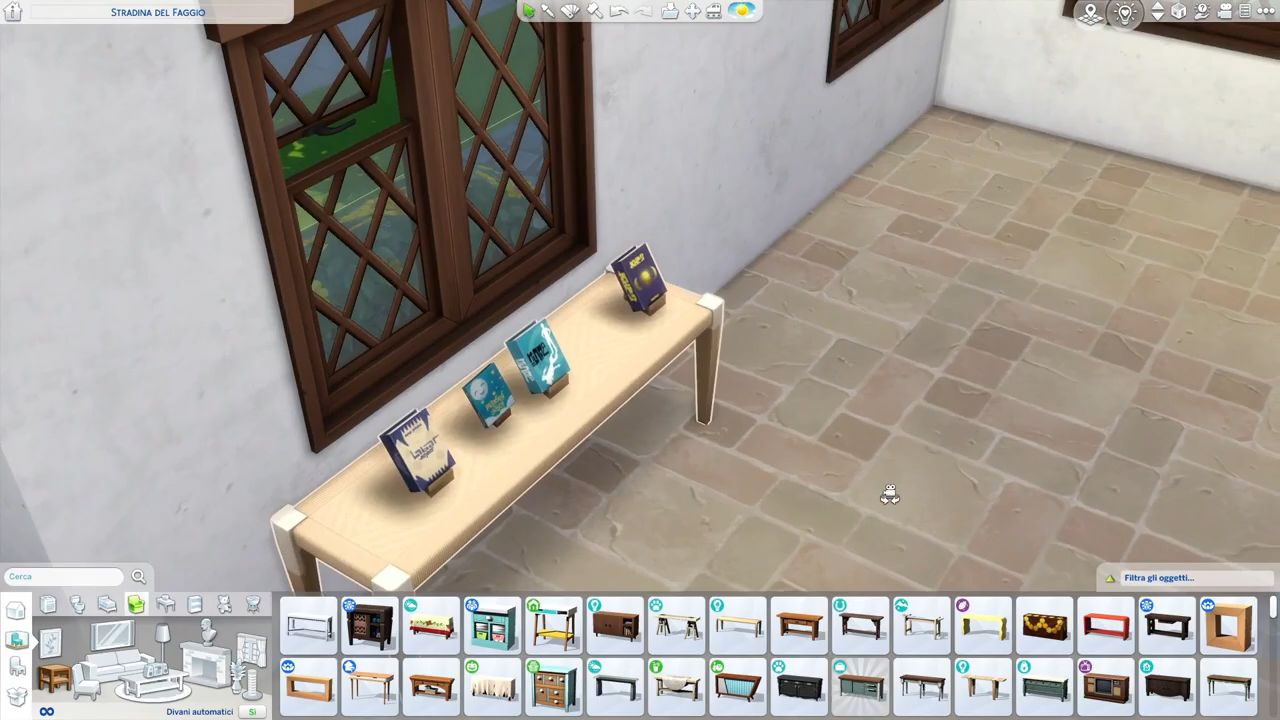 Stradina del Faggio
Cerca
Filtra gli oggetti...
Divani automatici
Sì